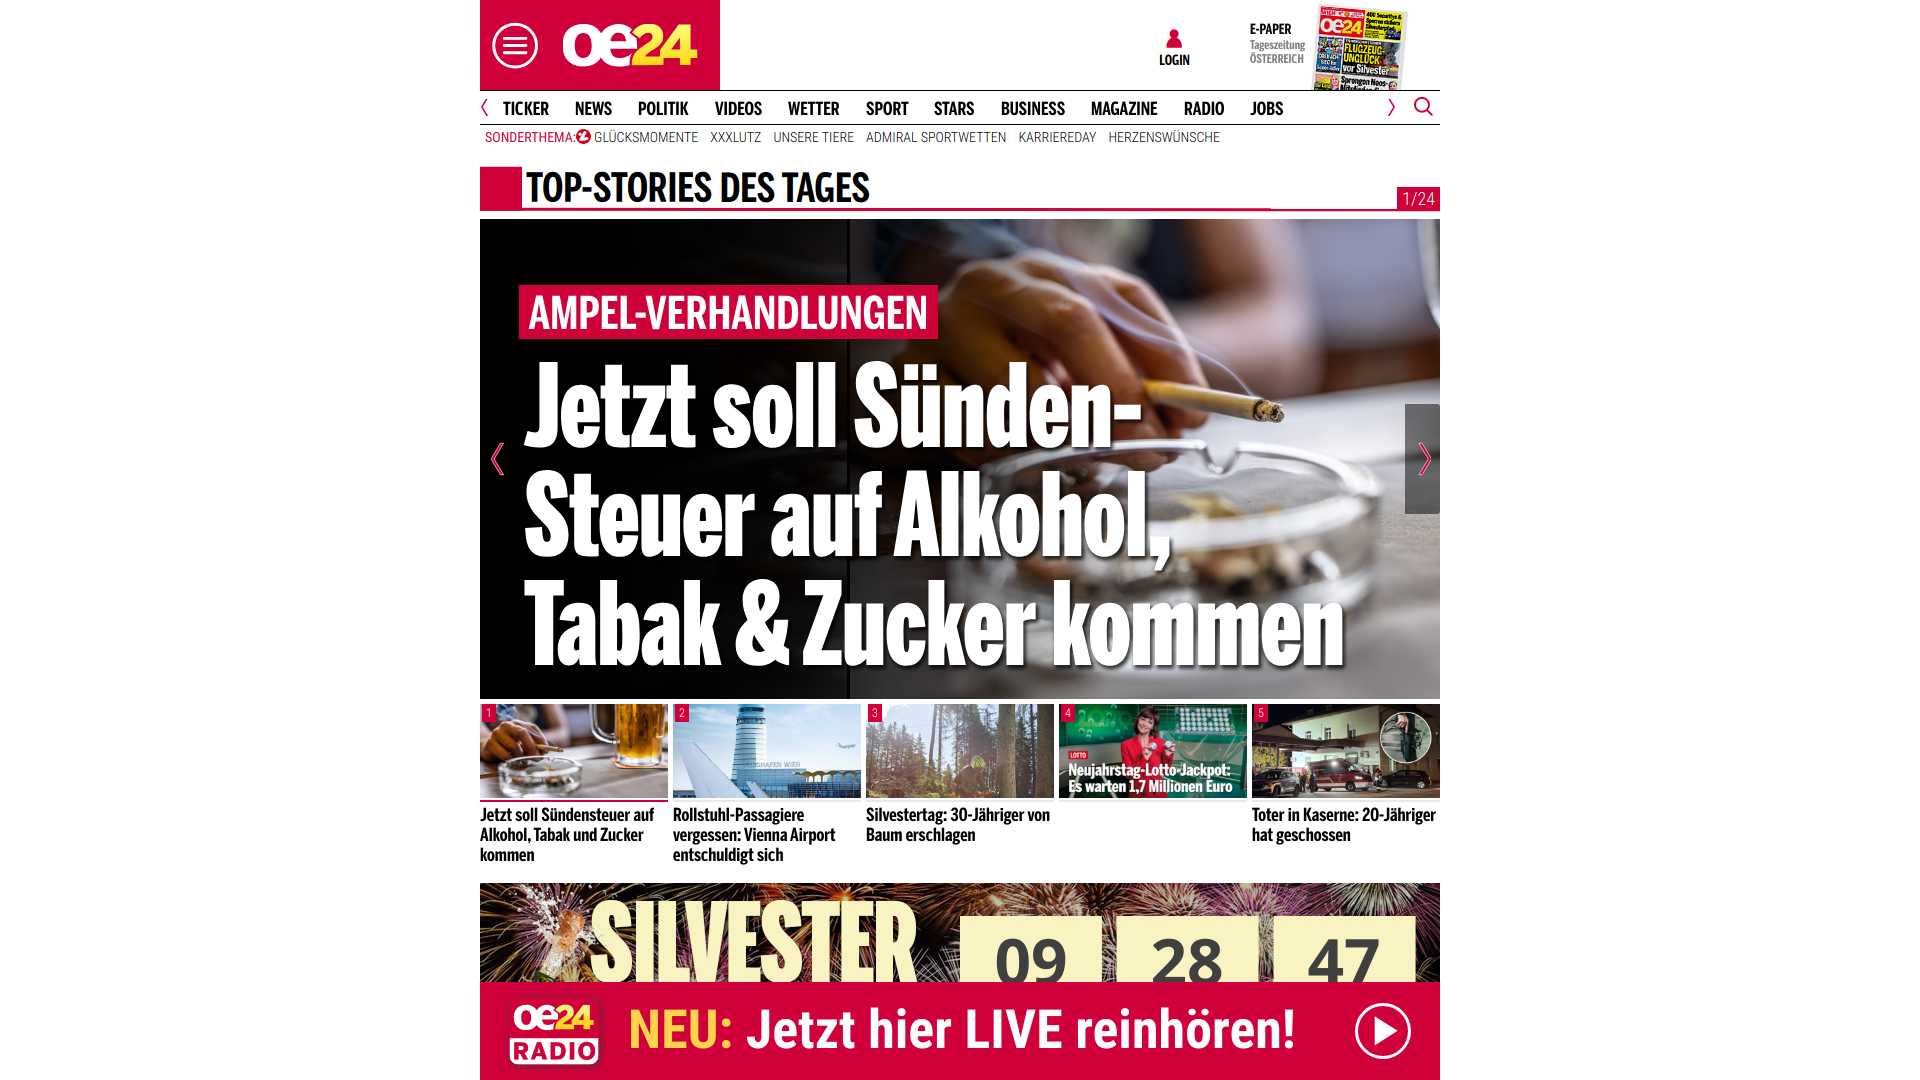 oe24
LOGIN
E-PAPER
Tageszeitung
ÖSTERREICH
oe24
FLUGZEUG-
UNGLÜCK
vor Silvester
TICKER NEWS POLITIK VIDEOS WETTER SPORT STARS BUSINESS MAGAZINE RADIO JOBS
SONDERTHEMA: GLÜCKSMOMENTE XXXLUTZ UNSERE TIERE ADMIRAL SPORTWETTEN KARRIEREDAY HERZENSWÜNSCHE
TOP-STORIES DES TAGES
1/24
AMPEL-VERHANDLUNGEN
Jetzt soll Sünden-
Steuer auf Alkohol,
Tabak & Zucker kommen
1
Jetzt soll Sündensteuer auf
Alkohol, Tabak und Zucker
kommen
2
Rollstuhl-Passagiere
vergessen: Vienna Airport
entschuldigt sich
3
Silvestertag: 30-Jähriger von
Baum erschlagen
4
LOTTO
Neujahrstag-Lotto-Jackpot:
Es warten 1,7 Millionen Euro
5
Toter in Kaserne: 20-Jähriger
hat geschossen
SILVESTER
09 28 47
oe24
RADIO
NEU: Jetzt hier LIVE reinhören!